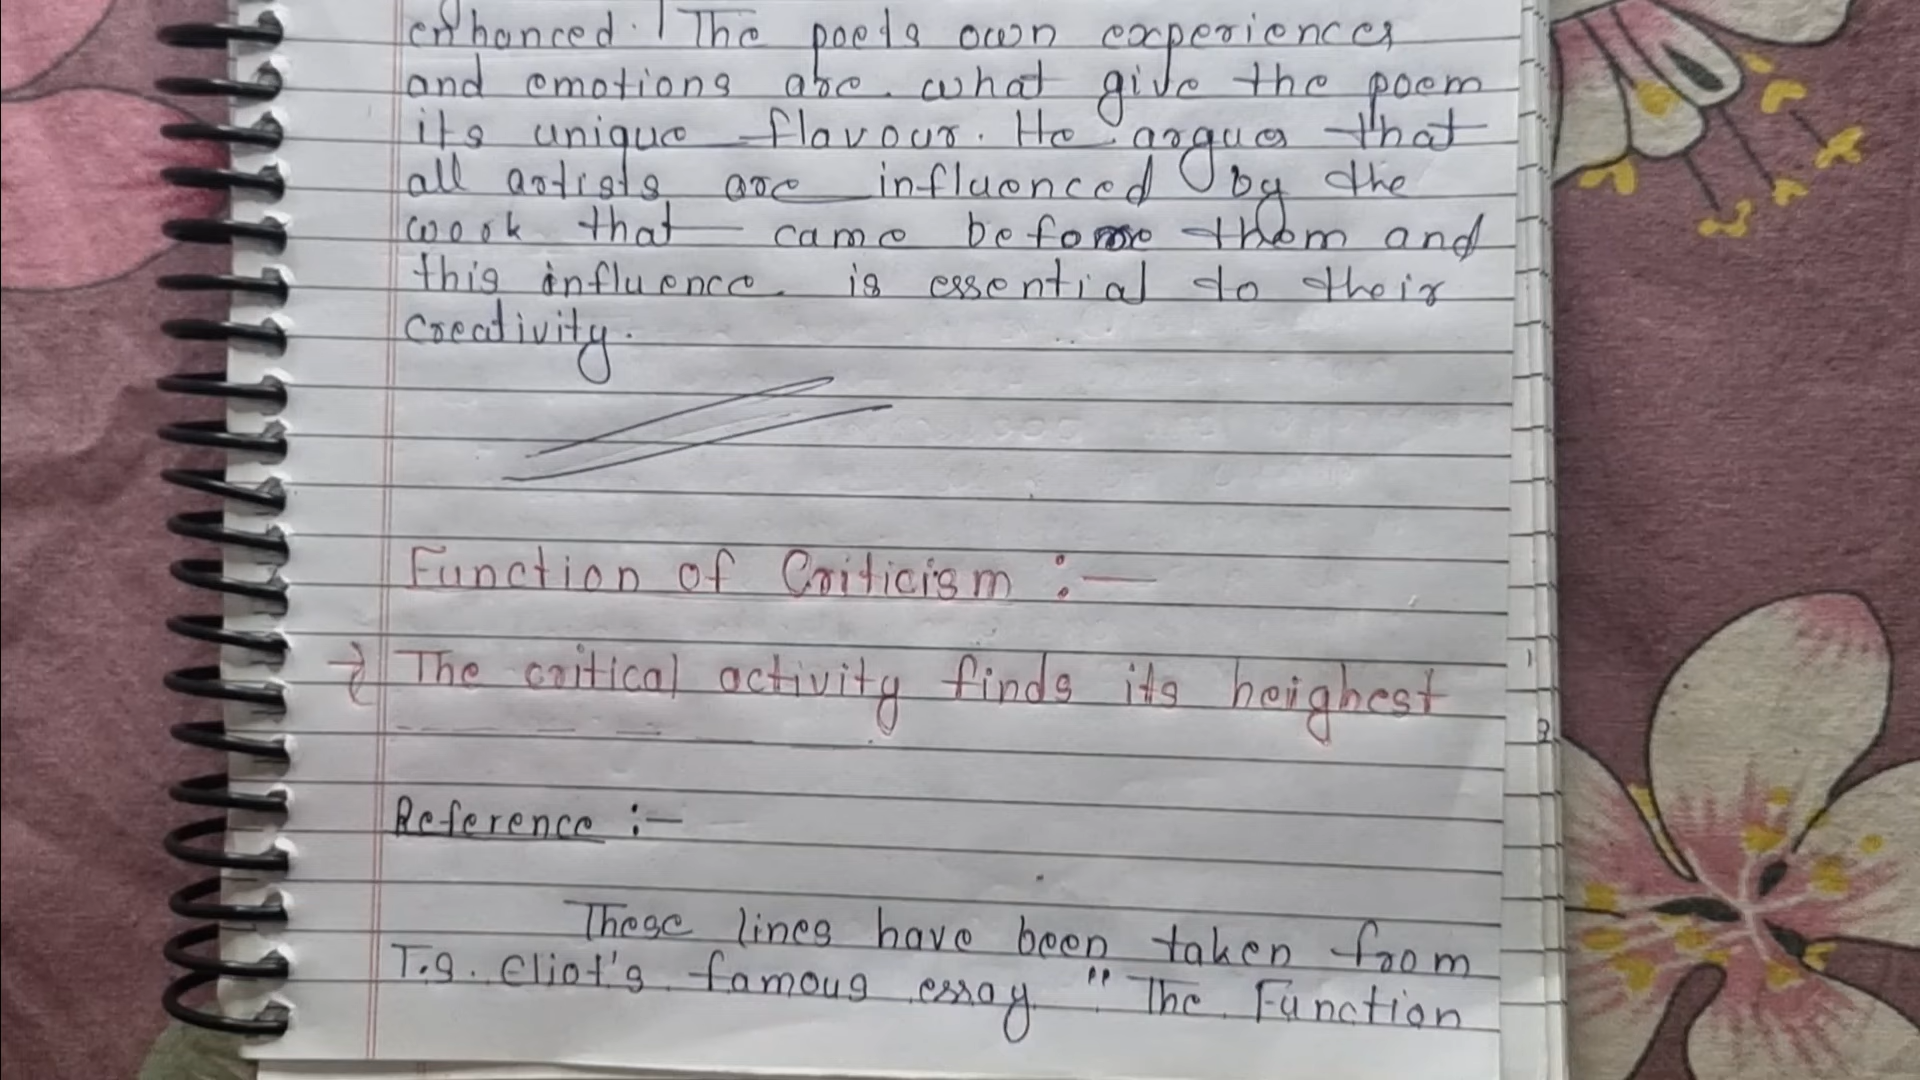 enhanced. The poets own experiences
and emotions are what give the poem
its unique flavour. He argues that
all artists are influenced by the
work that came before them and
this influence is essential to their
creativity.
Function of Criticism :—
The critical activity finds its heighest
Reference :—
These lines have been taken from
T.S. Eliot's famous essay "The Function